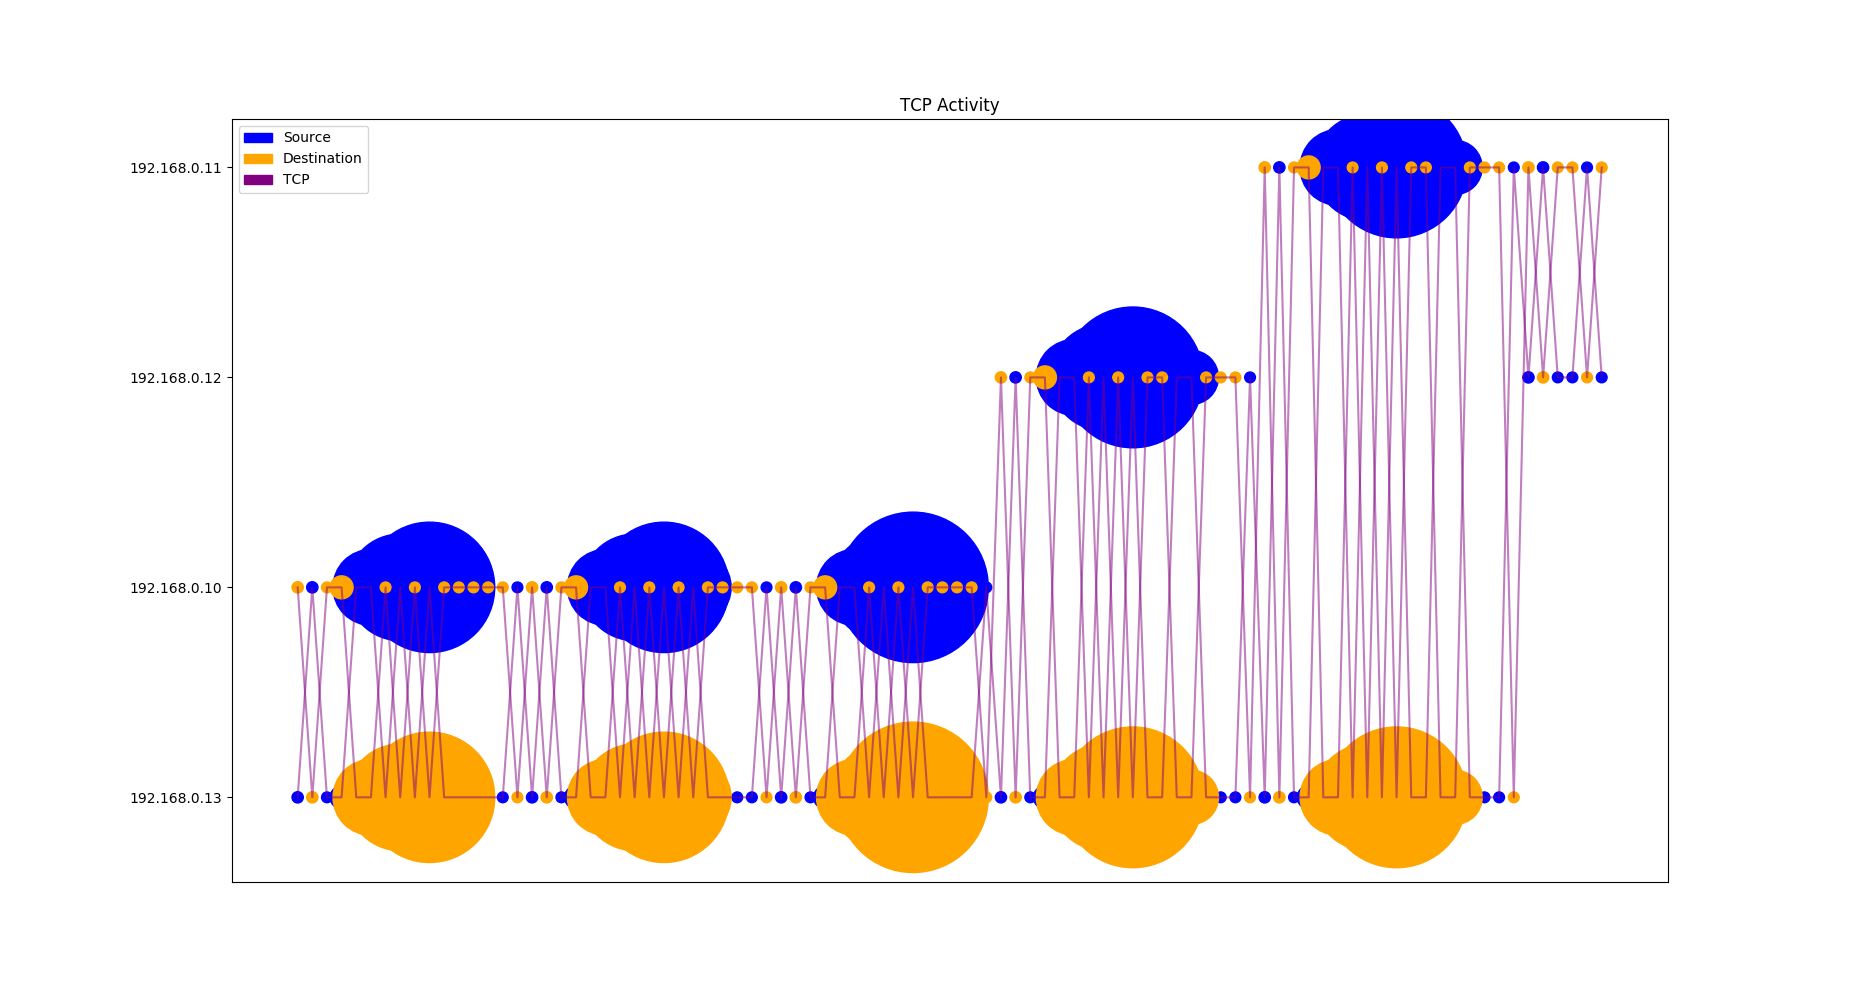 TCP Activity
Source
Destination
TCP
192.168.0.11
192.168.0.12
192.168.0.10
192.168.0.13